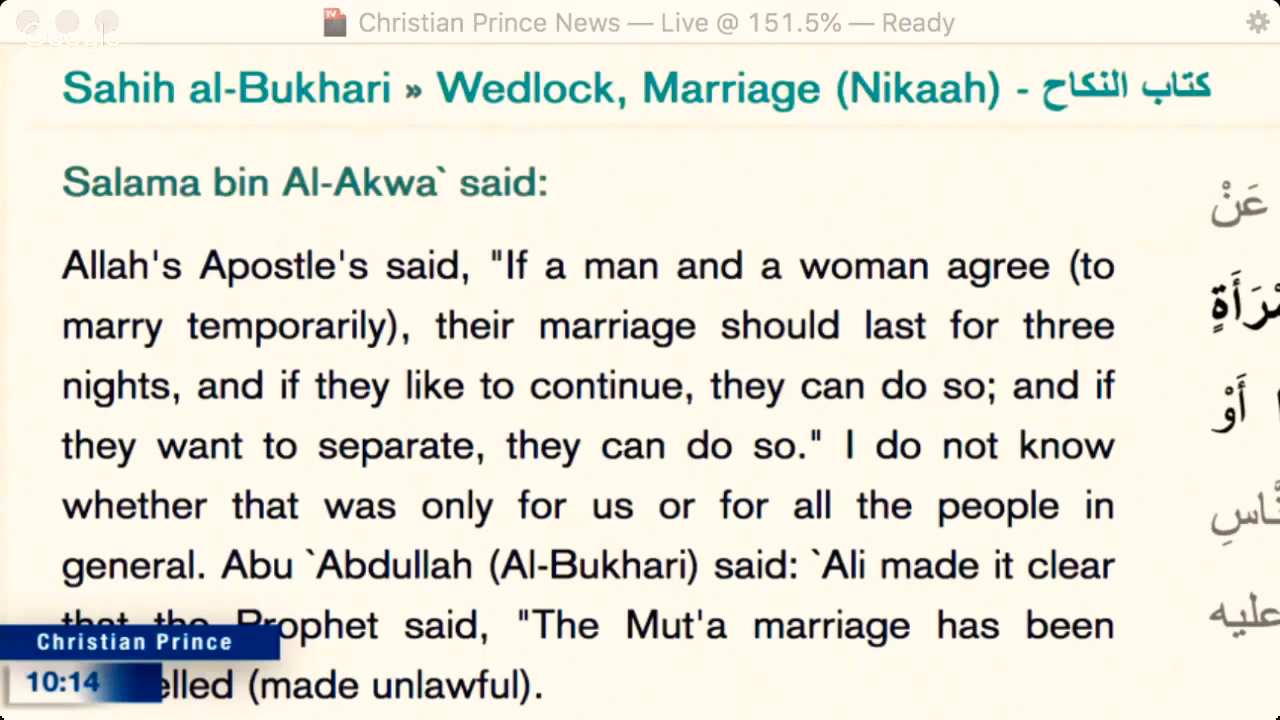 Christian Prince News — Live @ 151.5% — Ready
Google
Sahih al-Bukhari » Wedlock, Marriage (Nikaah) - كتاب النكاح
Salama bin Al-Akwa` said:
عَنْ
Allah's Apostle's said, "If a man and a woman agree (to
marry temporarily), their marriage should last for three
nights, and if they like to continue, they can do so; and if
أَوْ
they want to separate, they can do so." I do not know
whether that was only for us or for all the people in
general. Abu `Abdullah (Al-Bukhari) said: `Ali made it clear
عليه
that the Prophet said, "The Mut'a marriage has been
elled (made unlawful).
Christian Prince
10:14